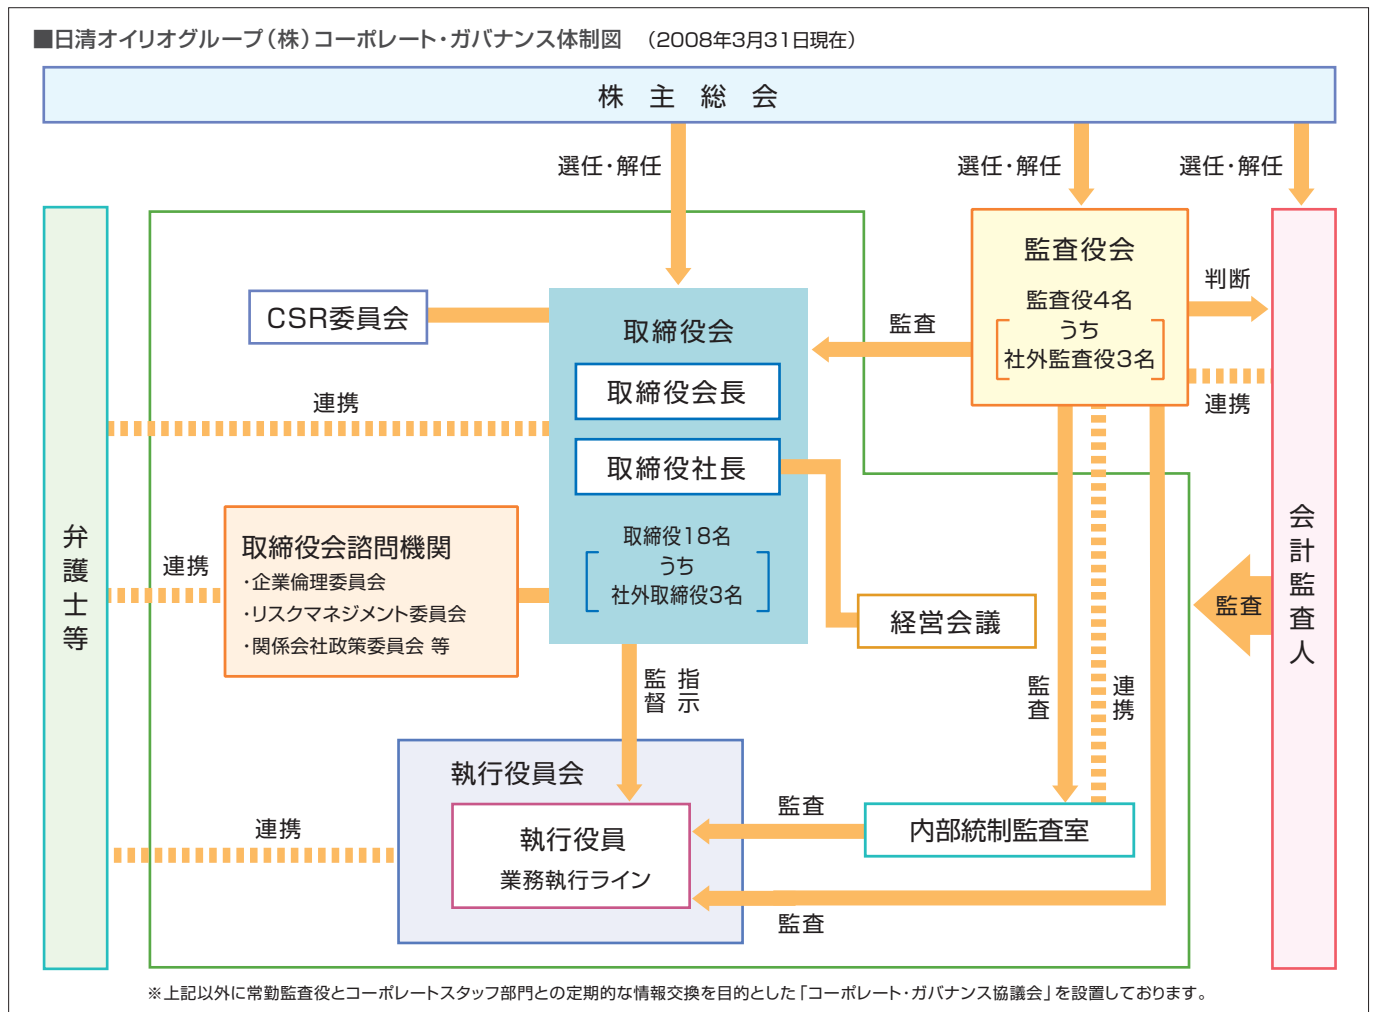 ■日清オイリオグループ(株)コーポレート・ガバナンス体制図 (2008年3月31日現在)
株主総会
選任・解任
選任・解任
選任・解任
監査役会
監査役4名
うち
社外監査役3名
判断
監査
連携
CSR委員会
取締役会
取締役会長
取締役社長
取締役18名
うち
社外取締役3名
連携
弁護士等
連携
取締役会諮問機関
・企業倫理委員会
・リスクマネジメント委員会
・関係会社政策委員会 等
経営会議
会計監査人
監査
監督
指示
監査
連携
執行役員会
執行役員
業務執行ライン
連携
監査
内部統制監査室
監査
※上記以外に常勤監査役とコーポレートスタッフ部門との定期的な情報交換を目的とした「コーポレート・ガバナンス協議会」を設置しております。